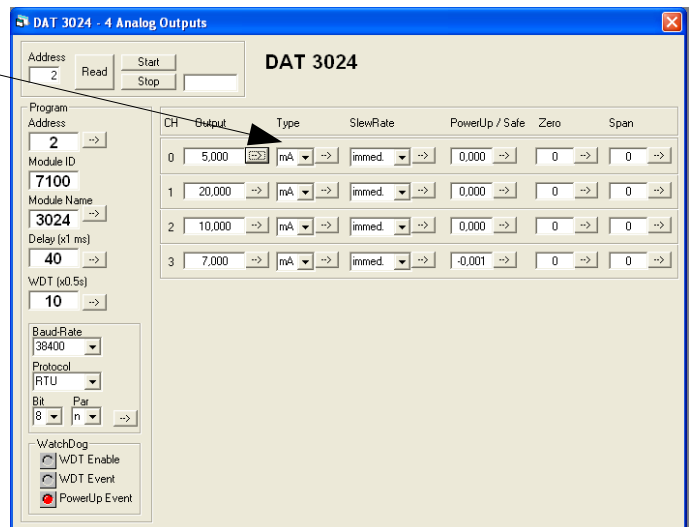 DAT 3024 - 4 Analog Outputs
Address
2
Read
Start
Stop
DAT 3024
Program
Address
2 -->
Module ID
7100
Module Name
3024 -->
Delay (x1 ms)
40 -->
WDT (x0.5s)
10 -->
Baud-Rate
38400
Protocol
RTU
Bit Par
8 n -->
WatchDog
WDT Enable
WDT Event
PowerUp Event
CH Output Type SlewRate PowerUp / Safe Zero Span
0 5,000 --> mA --> immed. --> 0,000 --> 0 --> 0 -->
1 20,000 --> mA --> immed. --> 0,000 --> 0 --> 0 -->
2 10,000 --> mA --> immed. --> 0,000 --> 0 --> 0 -->
3 7,000 --> mA --> immed. --> -0,001 --> 0 --> 0 -->